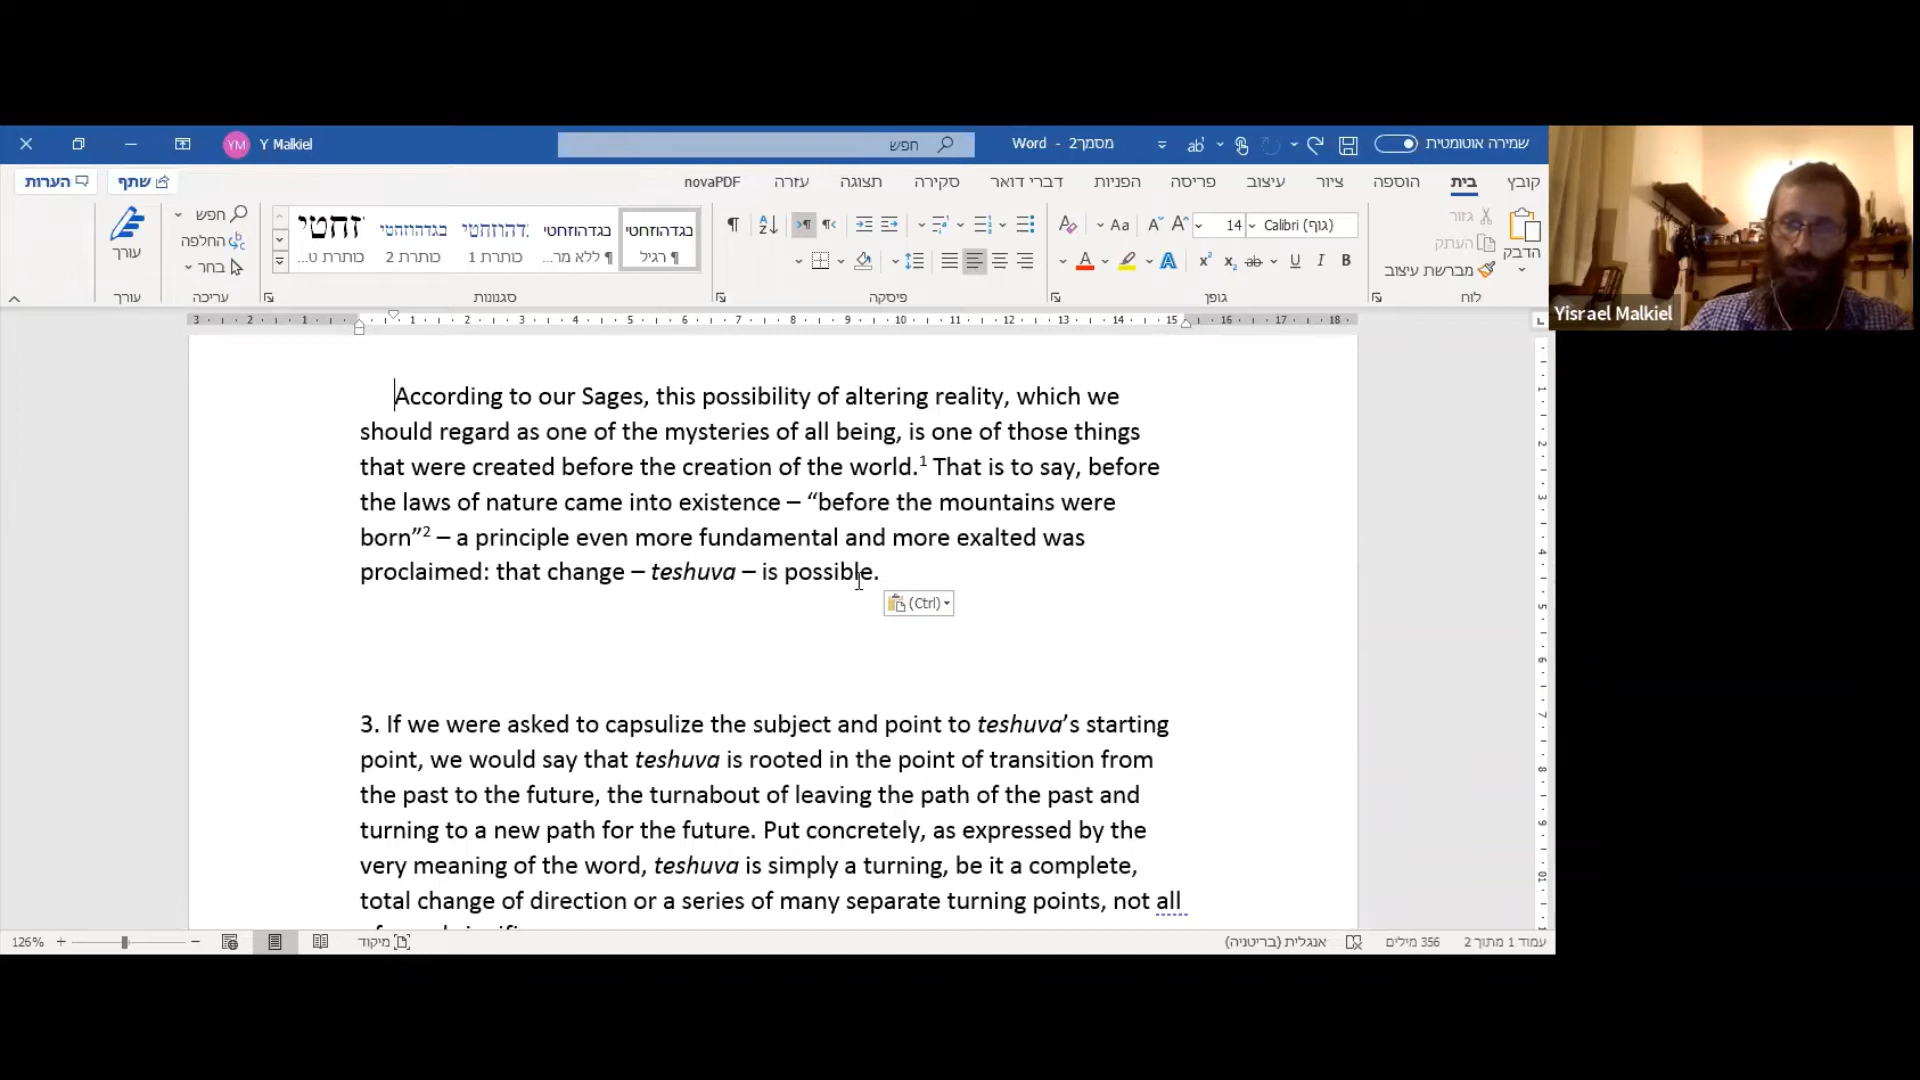 Y Malkiel
YM
חפש
מסמך2 - Word
שמירה אוטומטית
קובץ
בית
הוספה
ציור
עיצוב
פריסה
הפניות
דברי דואר
סקירה
תצוגה
עזרה
novaPDF
שתף
הערות
הדבק
גזור
העתק
מברשת עיצוב
לוח
Calibri (גוף)
14
גופן
פיסקה
בגדהוזחטי
רגיל
בגדהוזחטי
ללא מר...
כותרת 1
בגדהוזחטי
כותרת 2
כותרת ט...
סגנונות
חפש
החלפה
בחר
עריכה
עורך
עורך
Yisrael Malkiel
According to our Sages, this possibility of altering reality, which we
should regard as one of the mysteries of all being, is one of those things
that were created before the creation of the world.1 That is to say, before
the laws of nature came into existence – “before the mountains were
born”2 – a principle even more fundamental and more exalted was
proclaimed: that change – teshuva – is possible.
(Ctrl)
3. If we were asked to capsulize the subject and point to teshuva’s starting
point, we would say that teshuva is rooted in the point of transition from
the past to the future, the turnabout of leaving the path of the past and
turning to a new path for the future. Put concretely, as expressed by the
very meaning of the word, teshuva is simply a turning, be it a complete,
total change of direction or a series of many separate turning points, not all
עמוד 1 מתוך 2
356 מילים
אנגלית (בריטניה)
מיקוד
126%